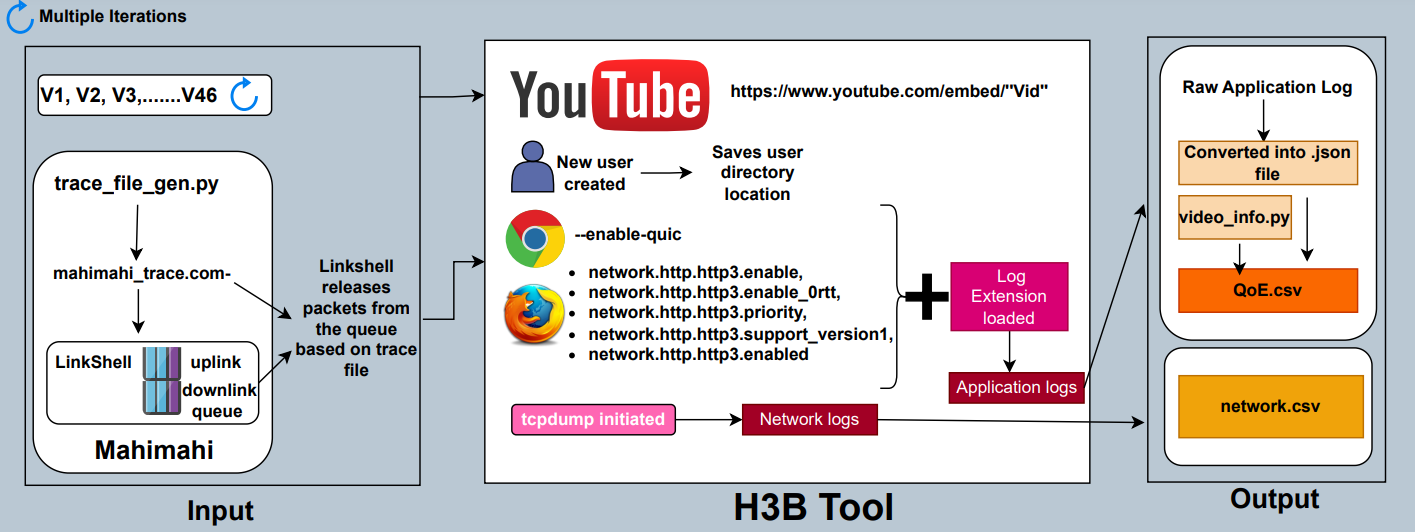 Multiple Iterations
V1, V2, V3,.......V46
trace_file_gen.py
mahimahi_trace.com-
LinkShell
uplink
downlink
queue
Mahimahi
Linkshell
releases
packets from
the queue
based on trace
file
Input
YouTube
https://www.youtube.com/embed/"Vid"
New user
created
Saves user
directory
location
--enable-quic
network.http.http3.enable,
network.http.http3.enable_0rtt,
network.http.http3.priority,
network.http.http3.support_version1,
network.http.http3.enabled
Log
Extension
loaded
Application logs
tcpdump initiated
Network logs
H3B Tool
Raw Application Log
Converted into .json
file
video_info.py
QoE.csv
network.csv
Output